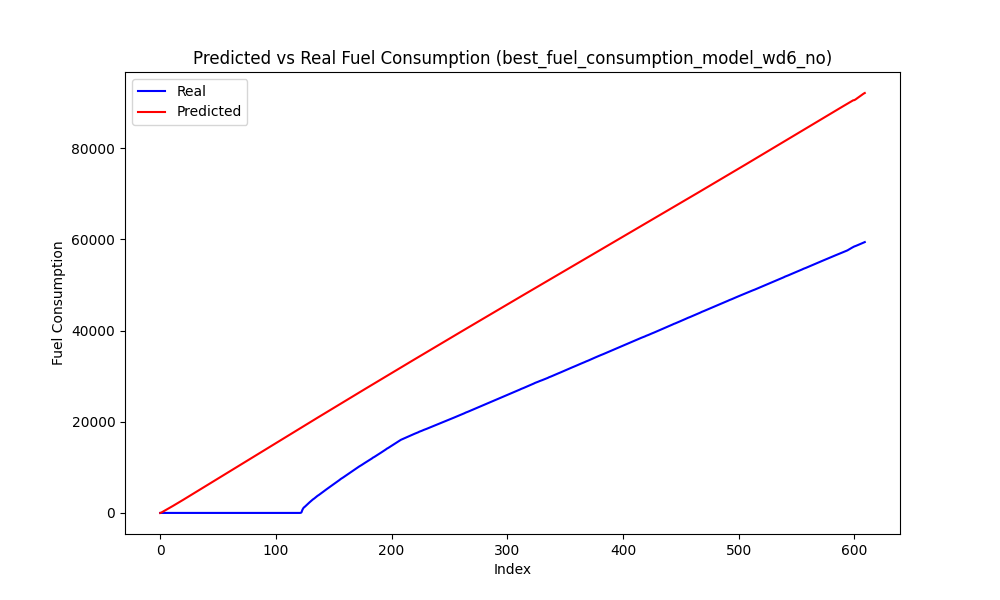 Predicted vs Real Fuel Consumption (best_fuel_consumption_model_wd6_no)
Real
Predicted
80000
60000
40000
20000
0
Fuel Consumption
0 100 200 300 400 500 600
Index